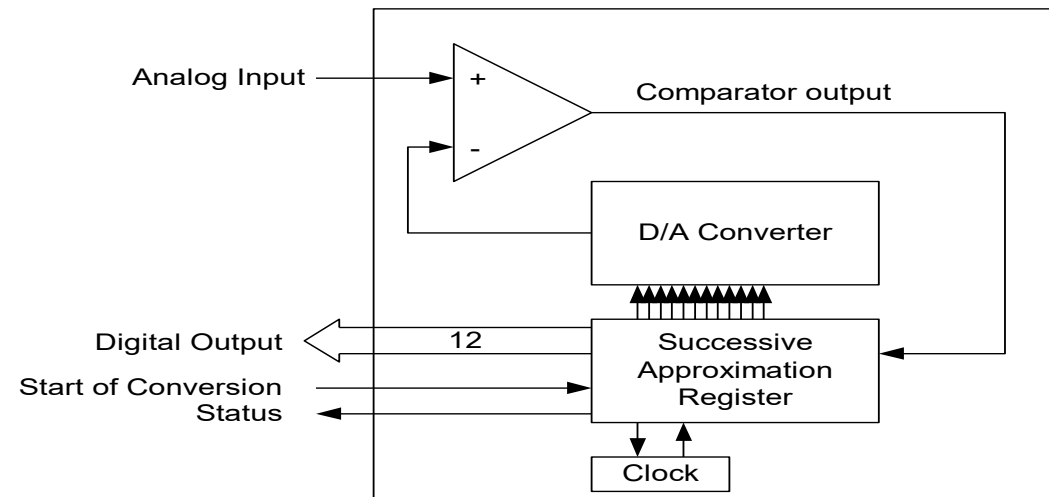 Analog Input
+
Comparator output
-
D/A Converter
Digital Output
12
Successive
Approximation
Register
Start of Conversion
Status
Clock